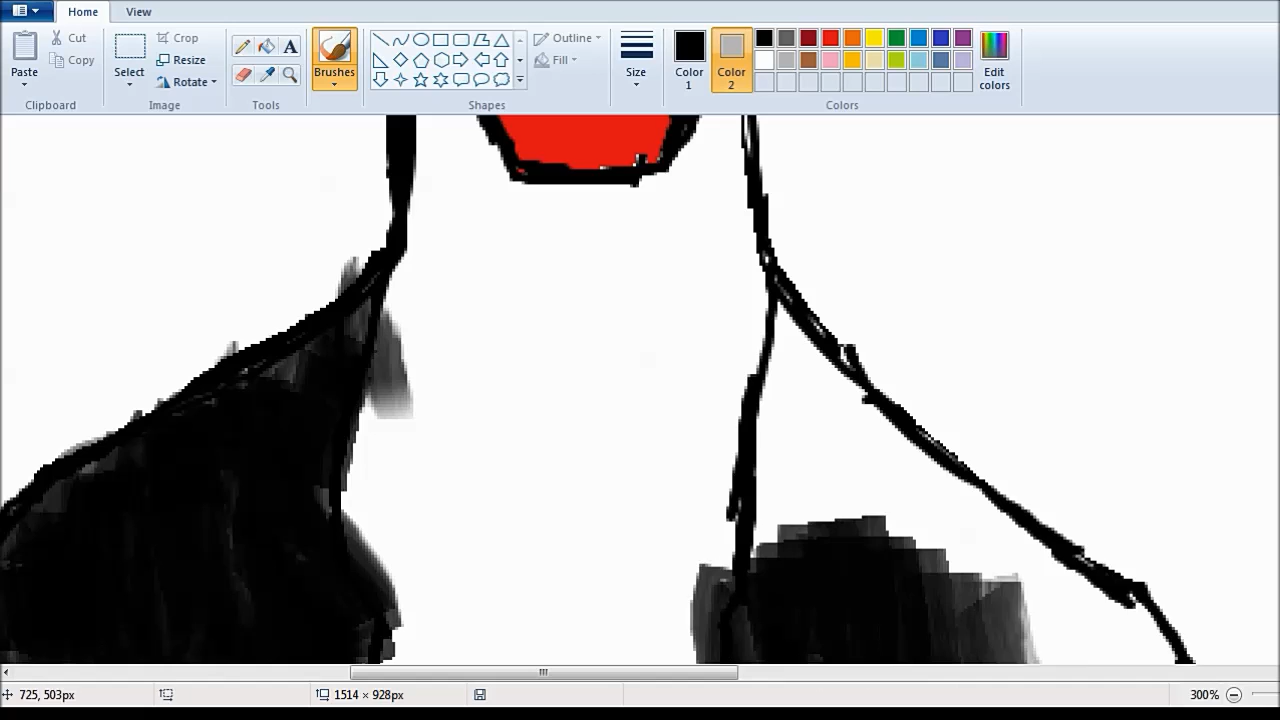 Home View
Paste
Cut
Copy
Clipboard
Select
Crop
Resize
Rotate
Image
A
Tools
Brushes
Shapes
Outline
Fill
Size
Color 1
Color 2
Edit colors
Colors
725, 503px
1514 × 928px
300%